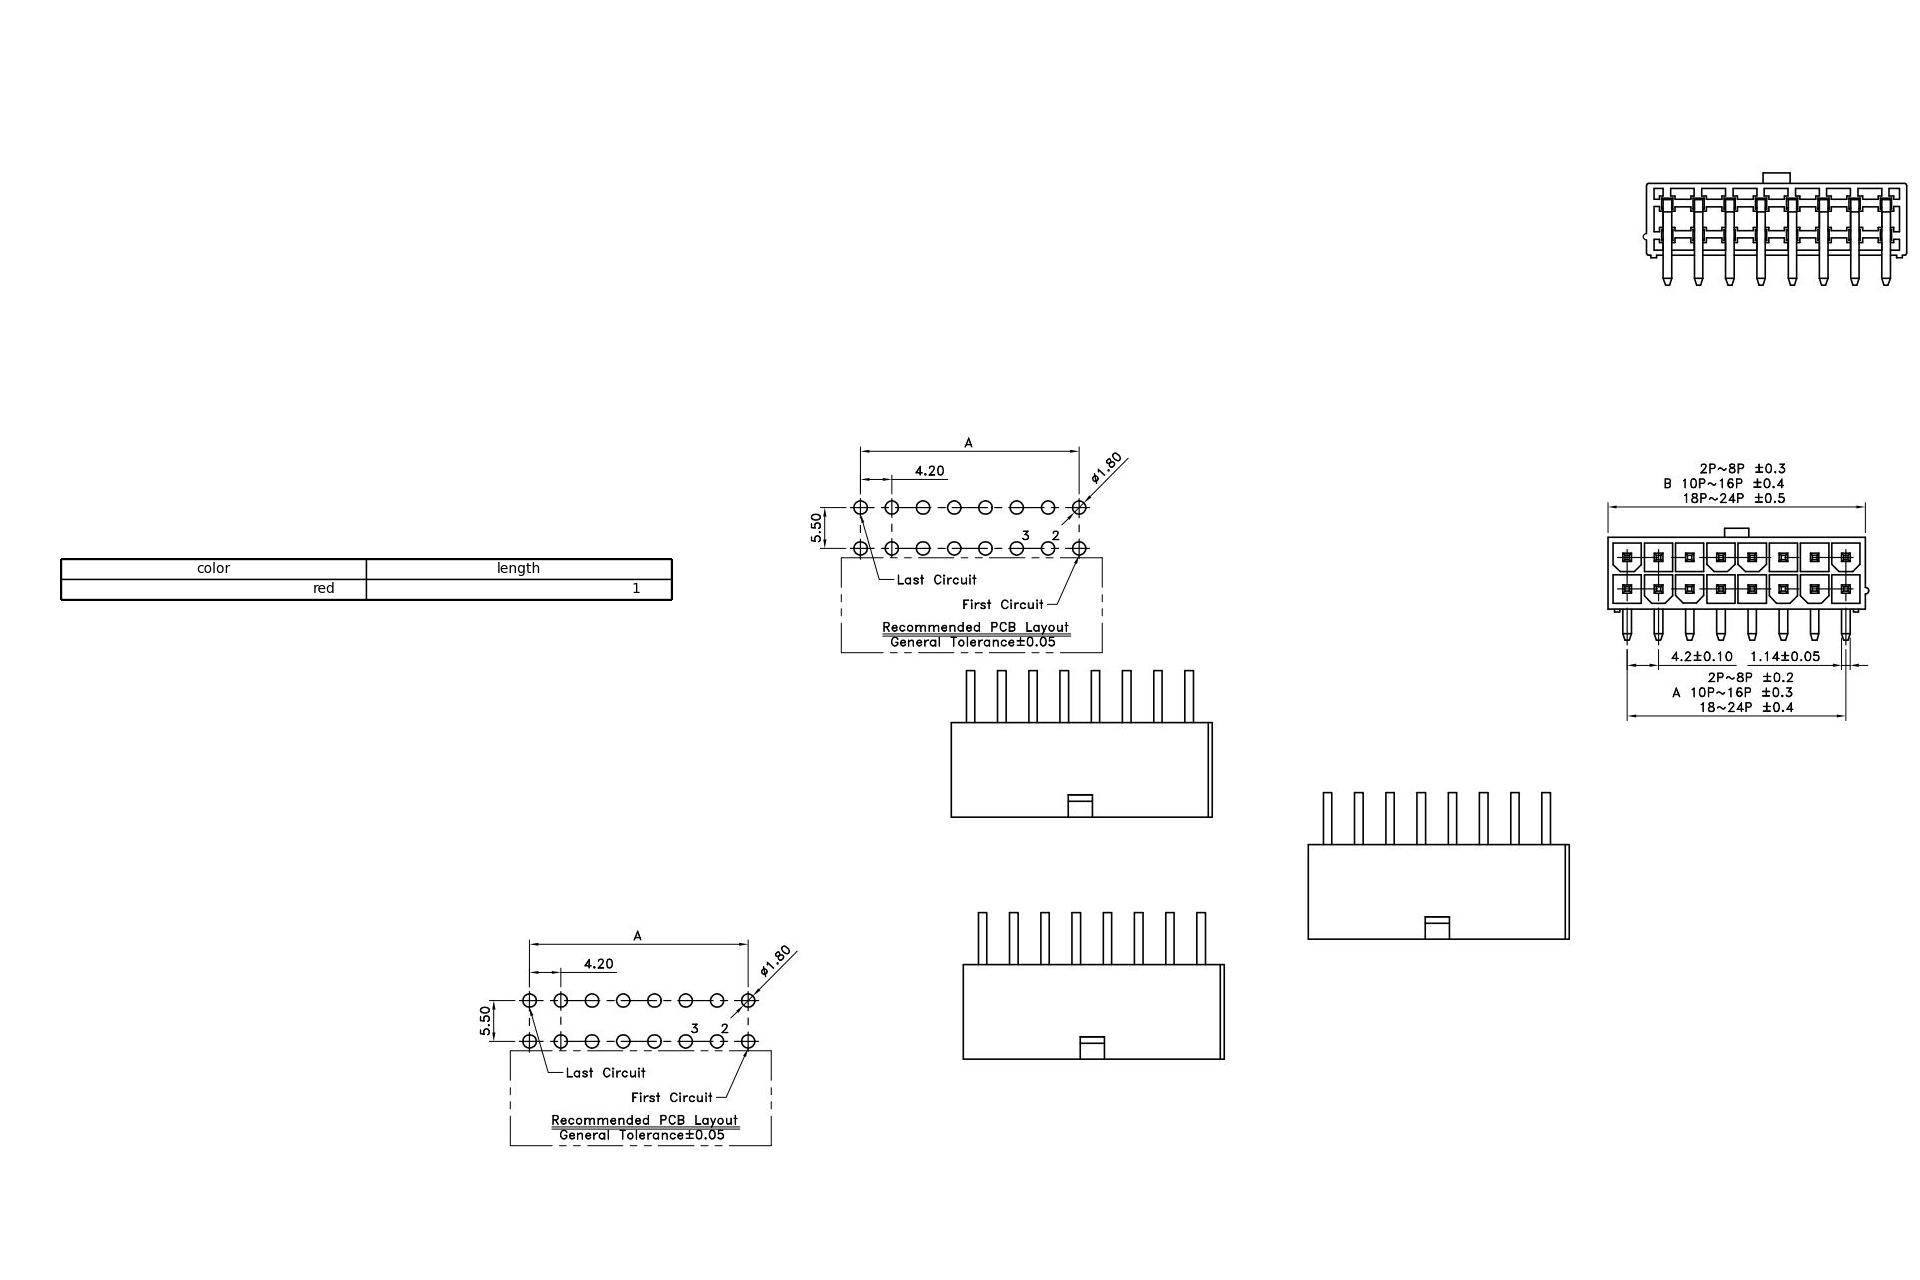 color length
red 1
A
4.20
ø1.80
5.50
3 2
Last Circuit
First Circuit
Recommended PCB Layout
General Tolerance±0.05
2P~8P ±0.3
B 10P~16P ±0.4
18P~24P ±0.5
4.2±0.10 1.14±0.05
2P~8P ±0.2
A 10P~16P ±0.3
18~24P ±0.4
A
4.20
ø1.80
5.50
3 2
Last Circuit
First Circuit
Recommended PCB Layout
General Tolerance±0.05